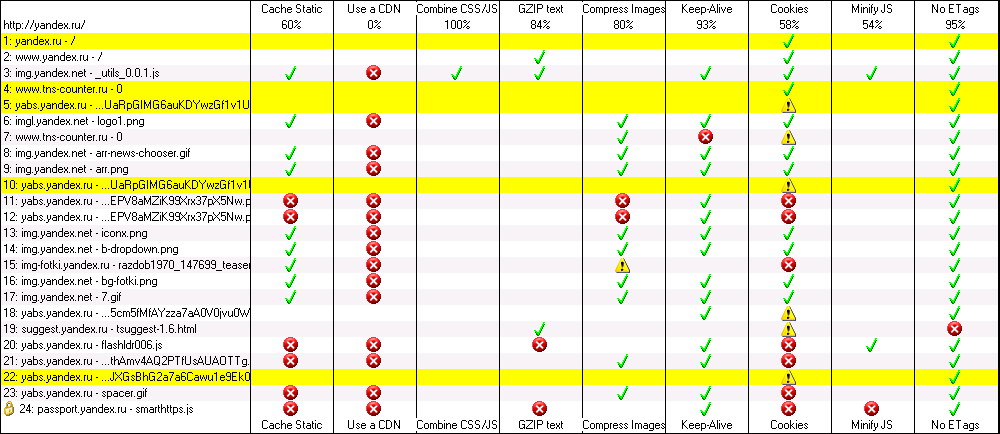 Cache Static Use a CDN Combine CSS/JS GZIP text Compress Images Keep-Alive Cookies Minify JS No ETags
http://yandex.ru/ 60% 0% 100% 84% 80% 93% 58% 54% 95%
1: yandex.ru - /
2: www.yandex.ru - /
3: img.yandex.net - _utils_0.0.1.js
4: www.tns-counter.ru - 0
5: yabs.yandex.ru - ...UaRpGIMG6auKDYwzGf1v1U
6: imgl.yandex.net - logo1.png
7: www.tns-counter.ru - 0
8: img.yandex.net - arr-news-chooser.gif
9: img.yandex.net - arr.png
10: yabs.yandex.ru - ...UaRpGIMG6auKDYwzGf1v1U
11: yabs.yandex.ru - ...EPV8aMZiK99Xrx37pX5Nw.p
12: yabs.yandex.ru - ...EPV8aMZiK99Xrx37pX5Nw.p
13: img.yandex.net - iconx.png
14: img.yandex.net - b-dropdown.png
15: img-fotki.yandex.ru - razdob1970_147699_teaser
16: img.yandex.net - bg-fotki.png
17: img.yandex.net - 7.gif
18: yabs.yandex.ru - ...5cm5fMfAYzza7aA0V0jvu0W
19: suggest.yandex.ru - tsuggest-1.6.html
20: yabs.yandex.ru - flashldr006.js
21: yabs.yandex.ru - ...thAmv4AQ2PTfUsAUAOTTg.
22: yabs.yandex.ru - ...JXGsBhG2a7a6Cawu1e9Ek0
23: yabs.yandex.ru - spacer.gif
24: passport.yandex.ru - smarthttps.js
Cache Static Use a CDN Combine CSS/JS GZIP text Compress Images Keep-Alive Cookies Minify JS No ETags